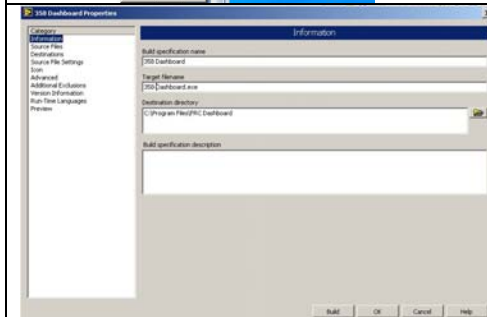 358 Dashboard Properties
Category
Information
Source Files
Destinations
Source File Settings
Icon
Advanced
Additional Exclusions
Version Information
Run-Time Languages
Preview
Information
Build specification name
358 Dashboard
Target filename
358 Dashboard.exe
Destination directory
C:\Program Files\FRC Dashboard
Build specification description
Build
OK
Cancel
Help